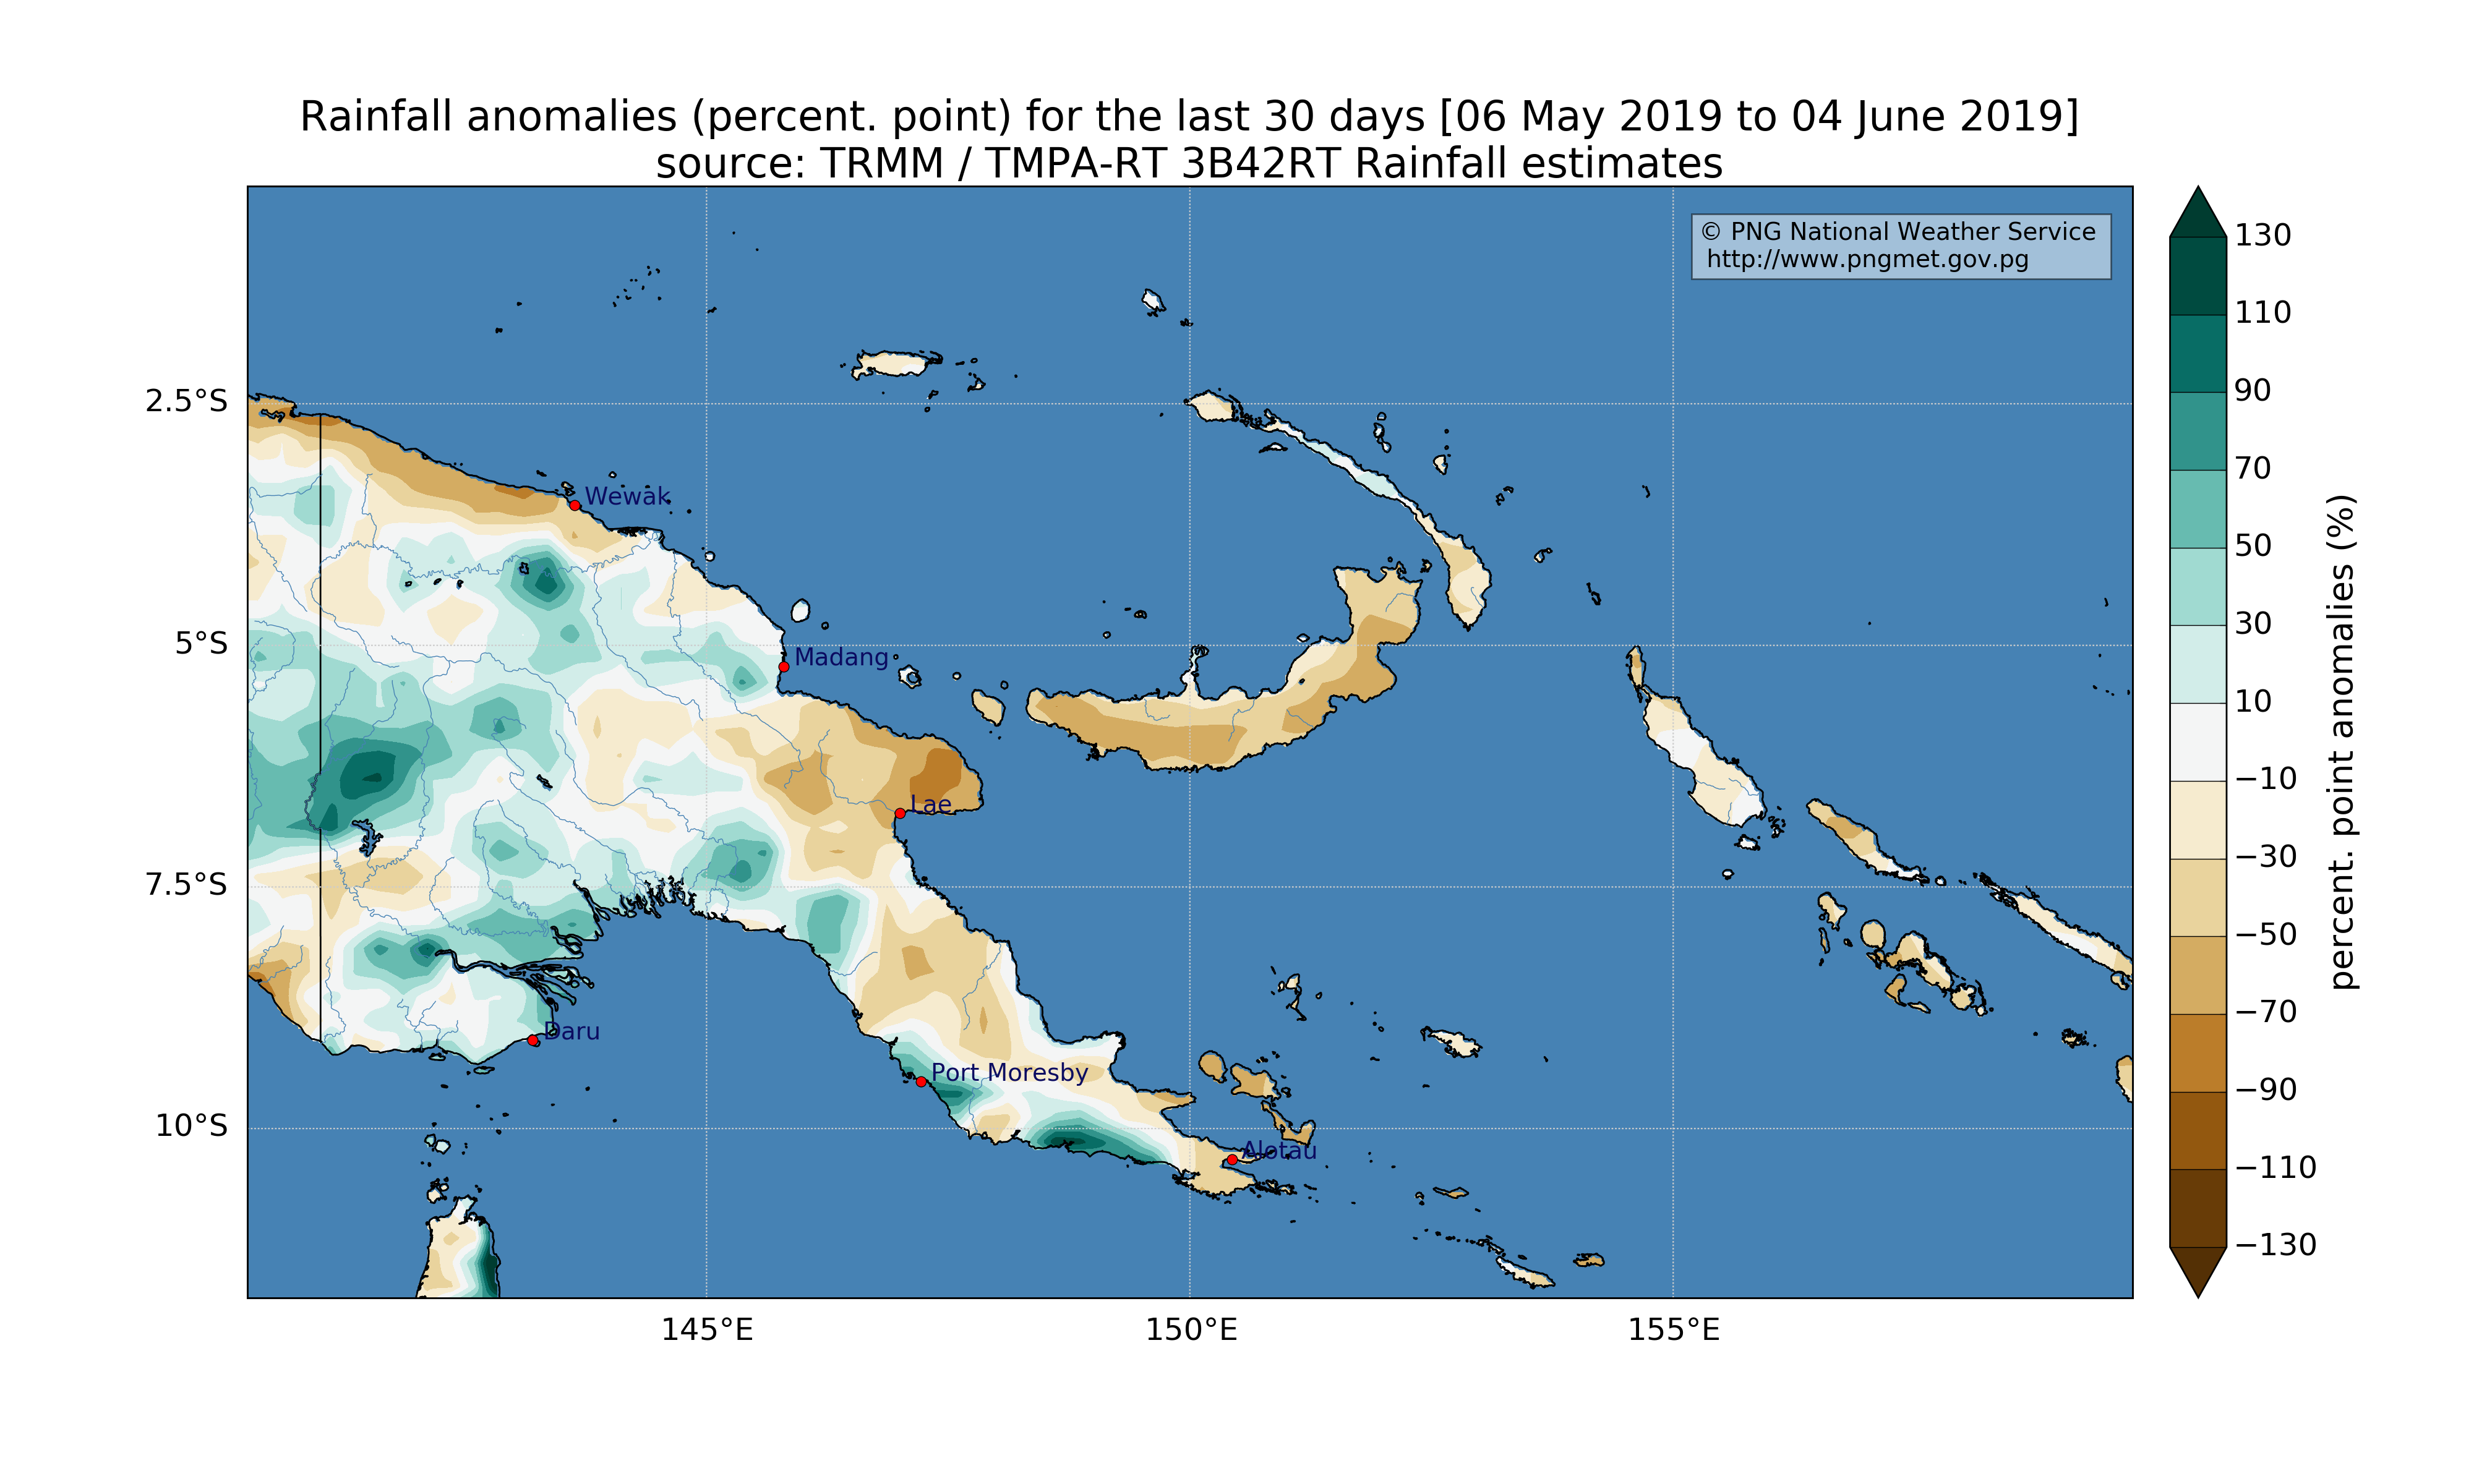 Rainfall anomalies (percent. point) for the last 30 days [06 May 2019 to 04 June 2019]
source: TRMM / TMPA-RT 3B42RT Rainfall estimates
© PNG National Weather Service
http://www.pngmet.gov.pg
2.5°S
5°S
7.5°S
10°S
Wewak
Madang
Lae
Daru
Port Moresby
Alotau
145°E
150°E
155°E
130
110
90
70
50
30
10
−10
−30
−50
−70
−90
−110
−130
percent. point anomalies (%)